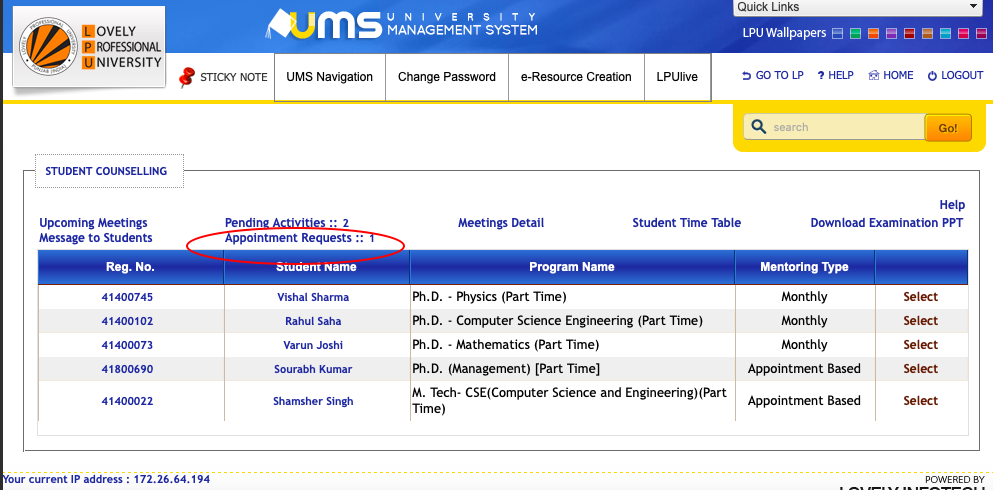 Quick Links
LOVELY
PROFESSIONAL
UNIVERSITY
UMS UNIVERSITY
MANAGEMENT SYSTEM
LPU Wallpapers
STICKY NOTE UMS Navigation Change Password e-Resource Creation LPUlive GO TO LP ? HELP HOME LOGOUT
search Go!
STUDENT COUNSELLING
Help
Upcoming Meetings Pending Activities :: 2 Meetings Detail Student Time Table Download Examination PPT
Message to Students Appointment Requests :: 1
Reg. No. Student Name Program Name Mentoring Type
41400745 Vishal Sharma Ph.D. - Physics (Part Time) Monthly Select
41400102 Rahul Saha Ph.D. - Computer Science Engineering (Part Time) Monthly Select
41400073 Varun Joshi Ph.D. - Mathematics (Part Time) Monthly Select
41800690 Sourabh Kumar Ph.D. (Management) [Part Time] Appointment Based Select
41400022 Shamsher Singh M. Tech- CSE(Computer Science and Engineering)(Part Time) Appointment Based Select
Your current IP address : 172.26.64.194
POWERED BY
LOVELY INFOTECH